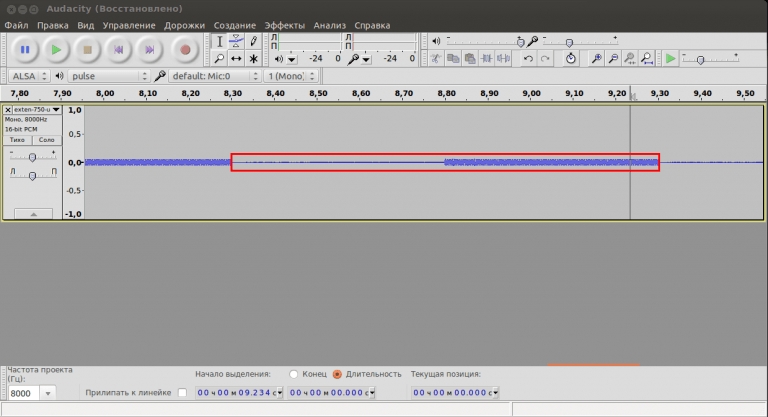 Audacity (Восстановлено)
Файл Правка Вид Управление Дорожки Создание Эффекты Анализ Справка
Л П -24 0 Л П -24 0
ALSA pulse default: Mic:0 1 (Mono)
7,80 7,90 8,00 8,10 8,20 8,30 8,40 8,50 8,60 8,70 8,80 8,90 9,00 9,10 9,20 9,30 9,40 9,50
exten-750-u
Моно, 8000Hz
16-bit PCM
Тихо Соло
- +
Л П
1,0
0,5
0,0
-0,5
-1,0
Частота проекта (Гц):
8000
Прилипать к линейке
Начало выделения: Конец Длительность Текущая позиция:
00 ч 00 м 09.234 с 00 ч 00 м 00.000 с 00 ч 00 м 00.000 с